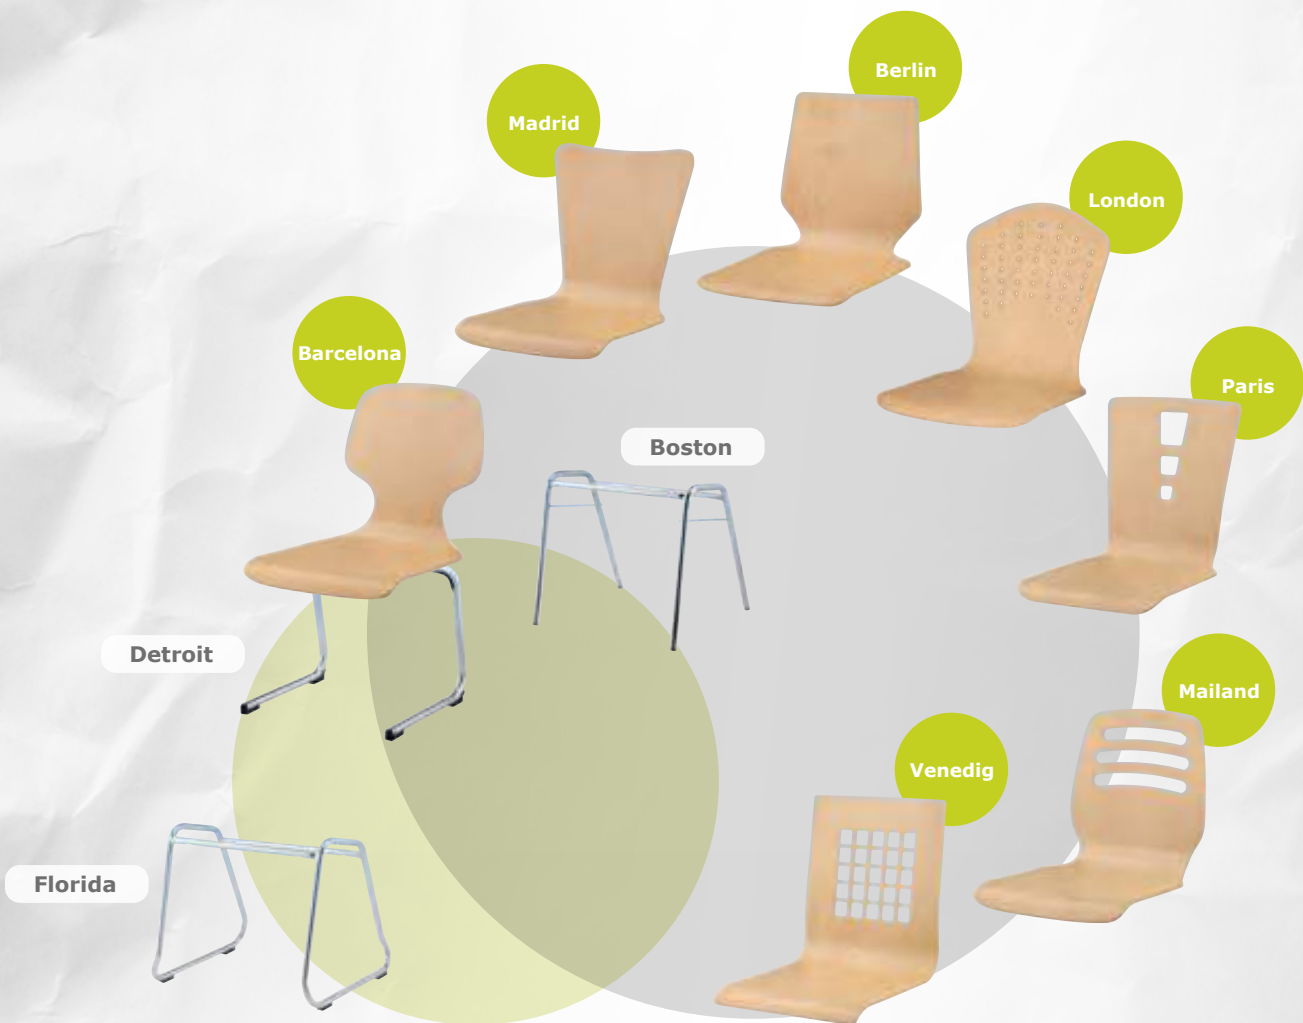 Berlin
Madrid
London
Barcelona
Paris
Boston
Detroit
Mailand
Venedig
Florida